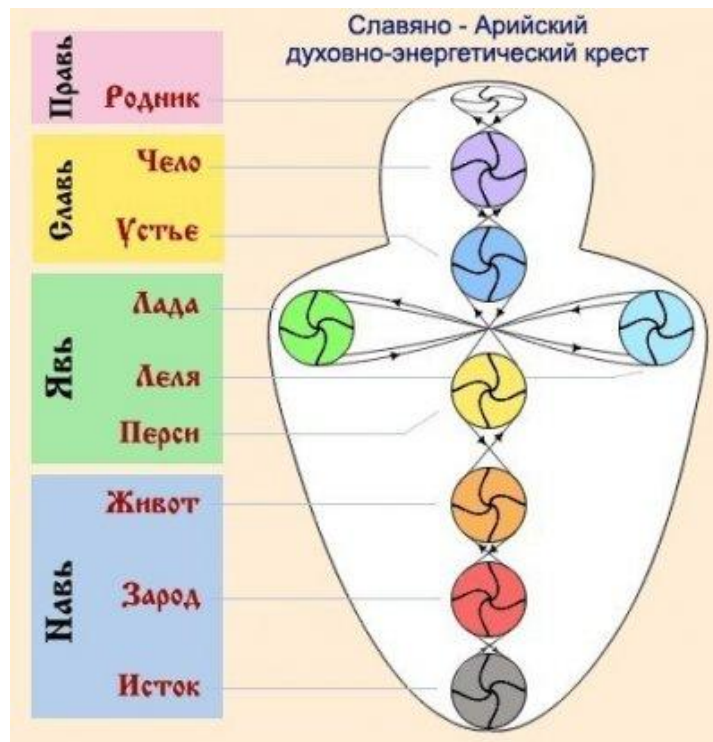 Славяно - Арийский
духовно-энергетический крест
Правь
Родник
Славь
Чело
Устье
Явь
Лада
Леля
Перси
Навь
Живот
Зарод
Исток